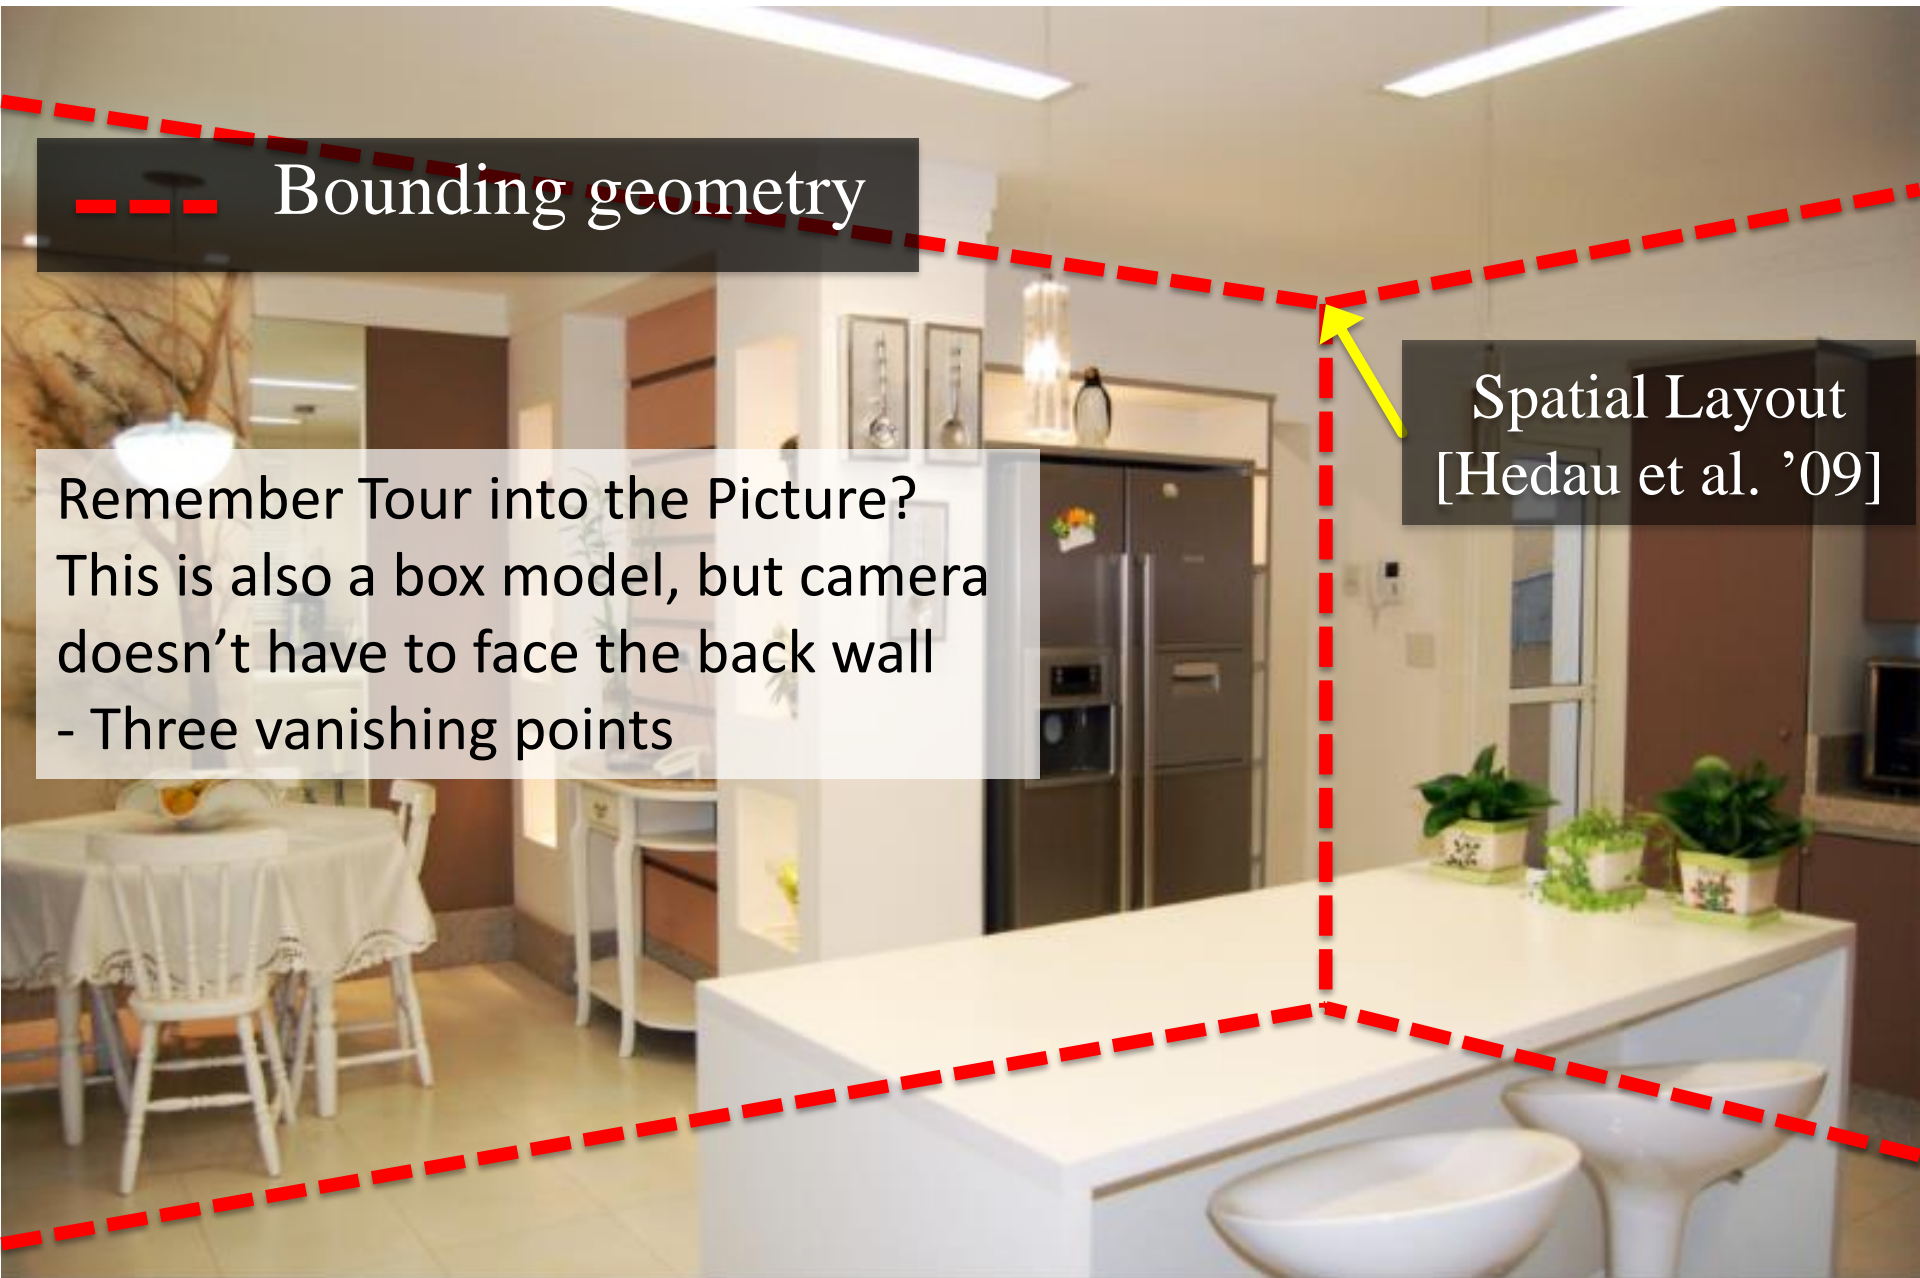 Bounding geometry
Spatial Layout
[Hedau et al. ’09]
Remember Tour into the Picture?
This is also a box model, but camera
doesn’t have to face the back wall
- Three vanishing points